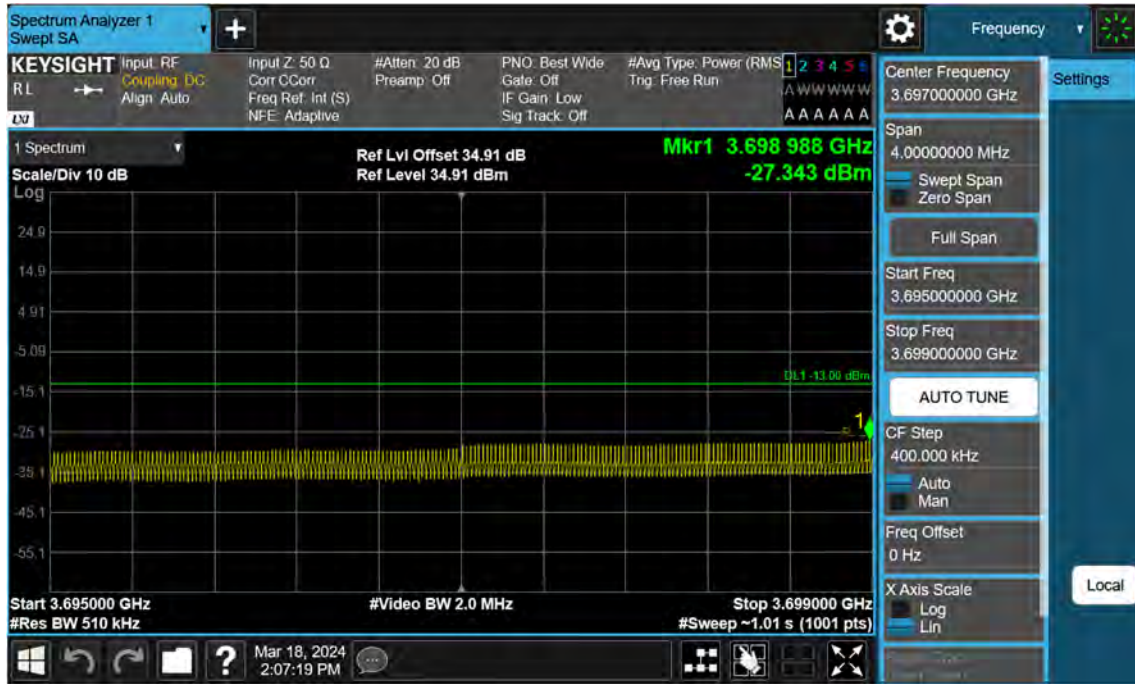 Spectrum Analyzer 1
Swept SA
+
Frequency
KEYSIGHT
RL
LXI
Input: RF
Coupling: DC
Align: Auto
Input Z: 50 Ω
Corr CCorr
Freq Ref: Int (S)
NFE: Adaptive
#Atten: 20 dB
Preamp: Off
PNO: Best Wide
Gate: Off
IF Gain: Low
Sig Track: Off
#Avg Type: Power (RMS
Trig: Free Run
1 2 3 4 5 6
A W W W W W
A A A A A A
1 Spectrum
Scale/Div 10 dB
Log
Ref Lvl Offset 34.91 dB
Ref Level 34.91 dBm
Mkr1 3.698 988 GHz
-27.343 dBm
24.9
14.9
4.91
-5.09
-15.1
-25.1
-35.1
-45.1
-55.1
DL1 -13.00 dBm
1
Start 3.695000 GHz
#Res BW 510 kHz
#Video BW 2.0 MHz
Stop 3.699000 GHz
#Sweep ~1.01 s (1001 pts)
Center Frequency
3.697000000 GHz
Span
4.00000000 MHz
Swept Span
Zero Span
Full Span
Start Freq
3.695000000 GHz
Stop Freq
3.699000000 GHz
AUTO TUNE
CF Step
400.000 kHz
Auto
Man
Freq Offset
0 Hz
X Axis Scale
Log
Lin
Settings
Local
?
Mar 18, 2024
2:07:19 PM